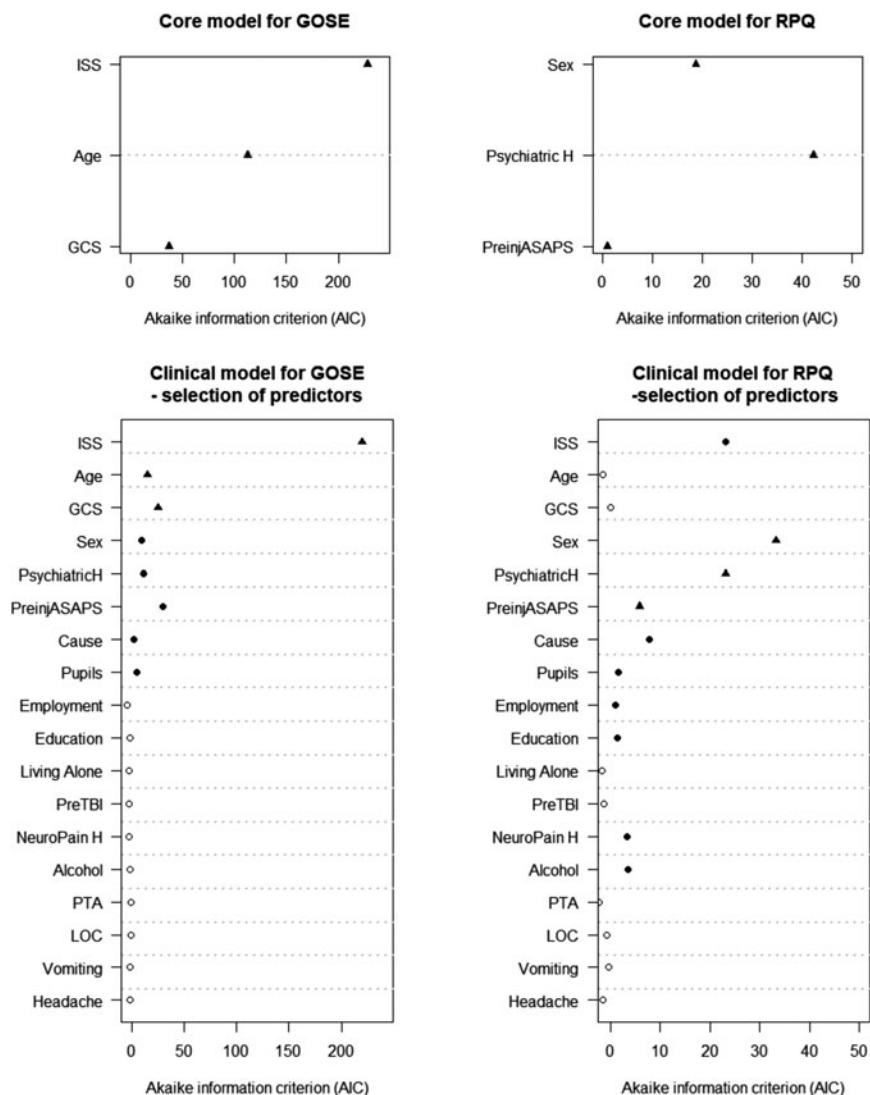 Core model for GOSE
ISS
Age
GCS
0 50 100 150 200
Akaike information criterion (AIC)
Core model for RPQ
Sex
Psychiatric H
PreinjASAPS
0 10 20 30 40 50
Akaike information criterion (AIC)
Clinical model for GOSE
- selection of predictors
ISS
Age
GCS
Sex
PsychiatricH
PreinjASAPS
Cause
Pupils
Employment
Education
Living Alone
PreTBI
NeuroPain H
Alcohol
PTA
LOC
Vomiting
Headache
0 50 100 150 200
Akaike information criterion (AIC)
Clinical model for RPQ
-selection of predictors
ISS
Age
GCS
Sex
PsychiatricH
PreinjASAPS
Cause
Pupils
Employment
Education
Living Alone
PreTBI
NeuroPain H
Alcohol
PTA
LOC
Vomiting
Headache
0 10 20 30 40 50
Akaike information criterion (AIC)